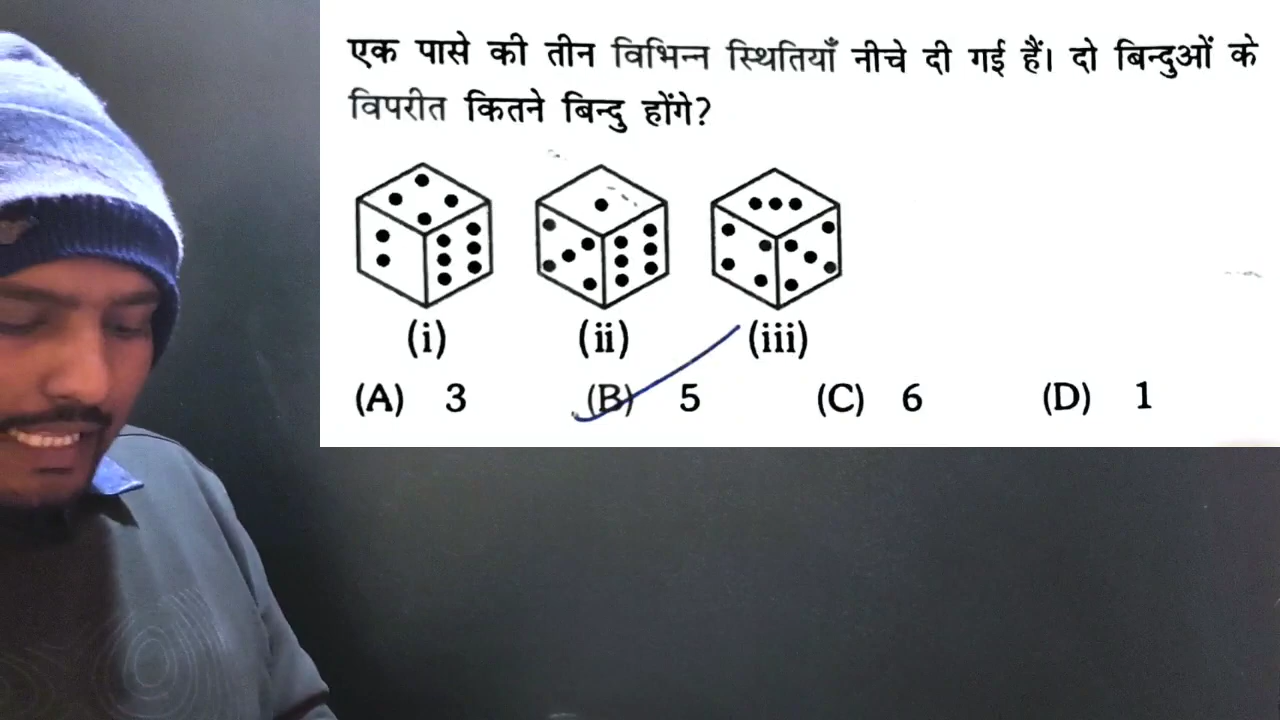 एक पासे की तीन विभिन्न स्थितियाँ नीचे दी गई हैं। दो बिन्दुओं के
विपरीत कितने बिन्दु होंगे?
(i) (ii) (iii)
(A) 3 (B) 5 (C) 6 (D) 1